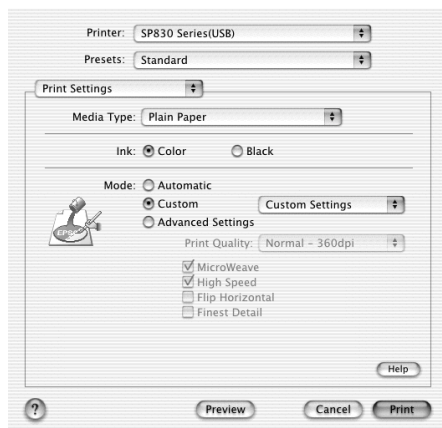 Printer: SP830 Series(USB)
Presets: Standard
Print Settings
Media Type: Plain Paper
Ink: Color Black
Mode: Automatic
Custom Custom Settings
Advanced Settings
Print Quality: Normal – 360dpi
MicroWeave
High Speed
Flip Horizontal
Finest Detail
Help
? Preview Cancel Print